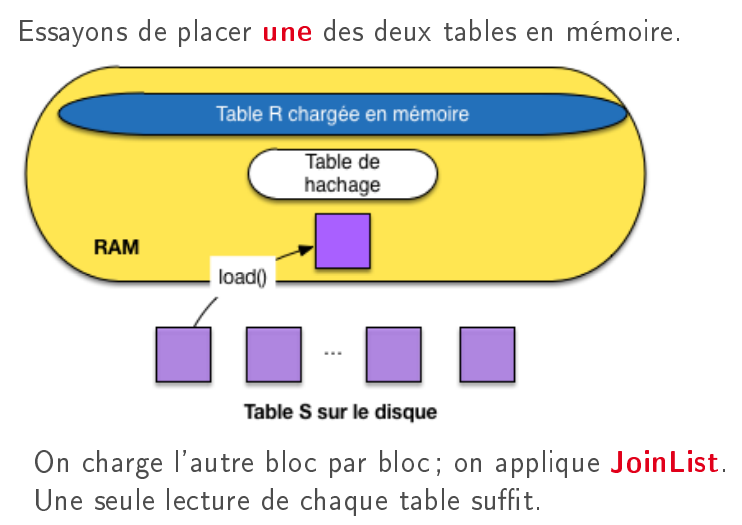 Essayons de placer une des deux tables en mémoire.
Table R chargée en mémoire
Table de
hachage
RAM
load()
...
Table S sur le disque
On charge l'autre bloc par bloc ; on applique JoinList.
Une seule lecture de chaque table suffit.